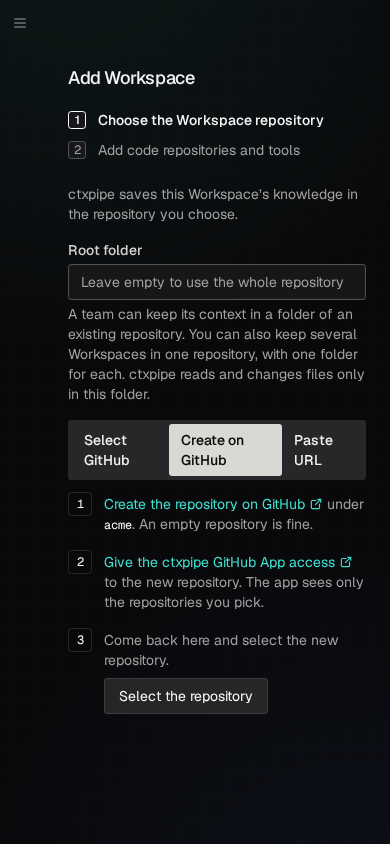 Add Workspace
1 Choose the Workspace repository
2 Add code repositories and tools
ctxpipe saves this Workspace's knowledge in
the repository you choose.
Root folder
Leave empty to use the whole repository
A team can keep its context in a folder of an
existing repository. You can also keep several
Workspaces in one repository, with one folder
for each. ctxpipe reads and changes files only
in this folder.
Select
GitHub
Create on
GitHub
Paste
URL
1 Create the repository on GitHub under
acme. An empty repository is fine.
2 Give the ctxpipe GitHub App access
to the new repository. The app sees only
the repositories you pick.
3 Come back here and select the new
repository.
Select the repository